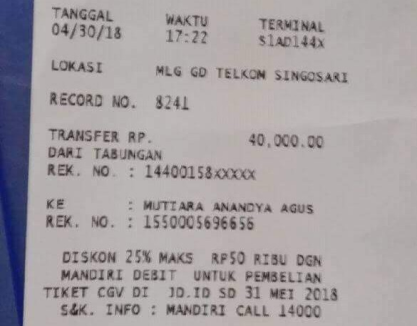 TANGGAL WAKTU TERMINAL
04/30/18 17:22 S1AD144X
LOKASI MLG GD TELKOM SINGOSARI
RECORD NO. 8241
TRANSFER RP. 40,000.00
DARI TABUNGAN
REK. NO. : 14400158XXXXX
KE : MUTIARA ANANDYA AGUS
REK. NO. : 1550005696656
DISKON 25% MAKS RP50 RIBU DGN
MANDIRI DEBIT UNTUK PEMBELIAN
TIKET CGV DI JD.ID SD 31 MEI 2018
S&K. INFO : MANDIRI CALL 14000